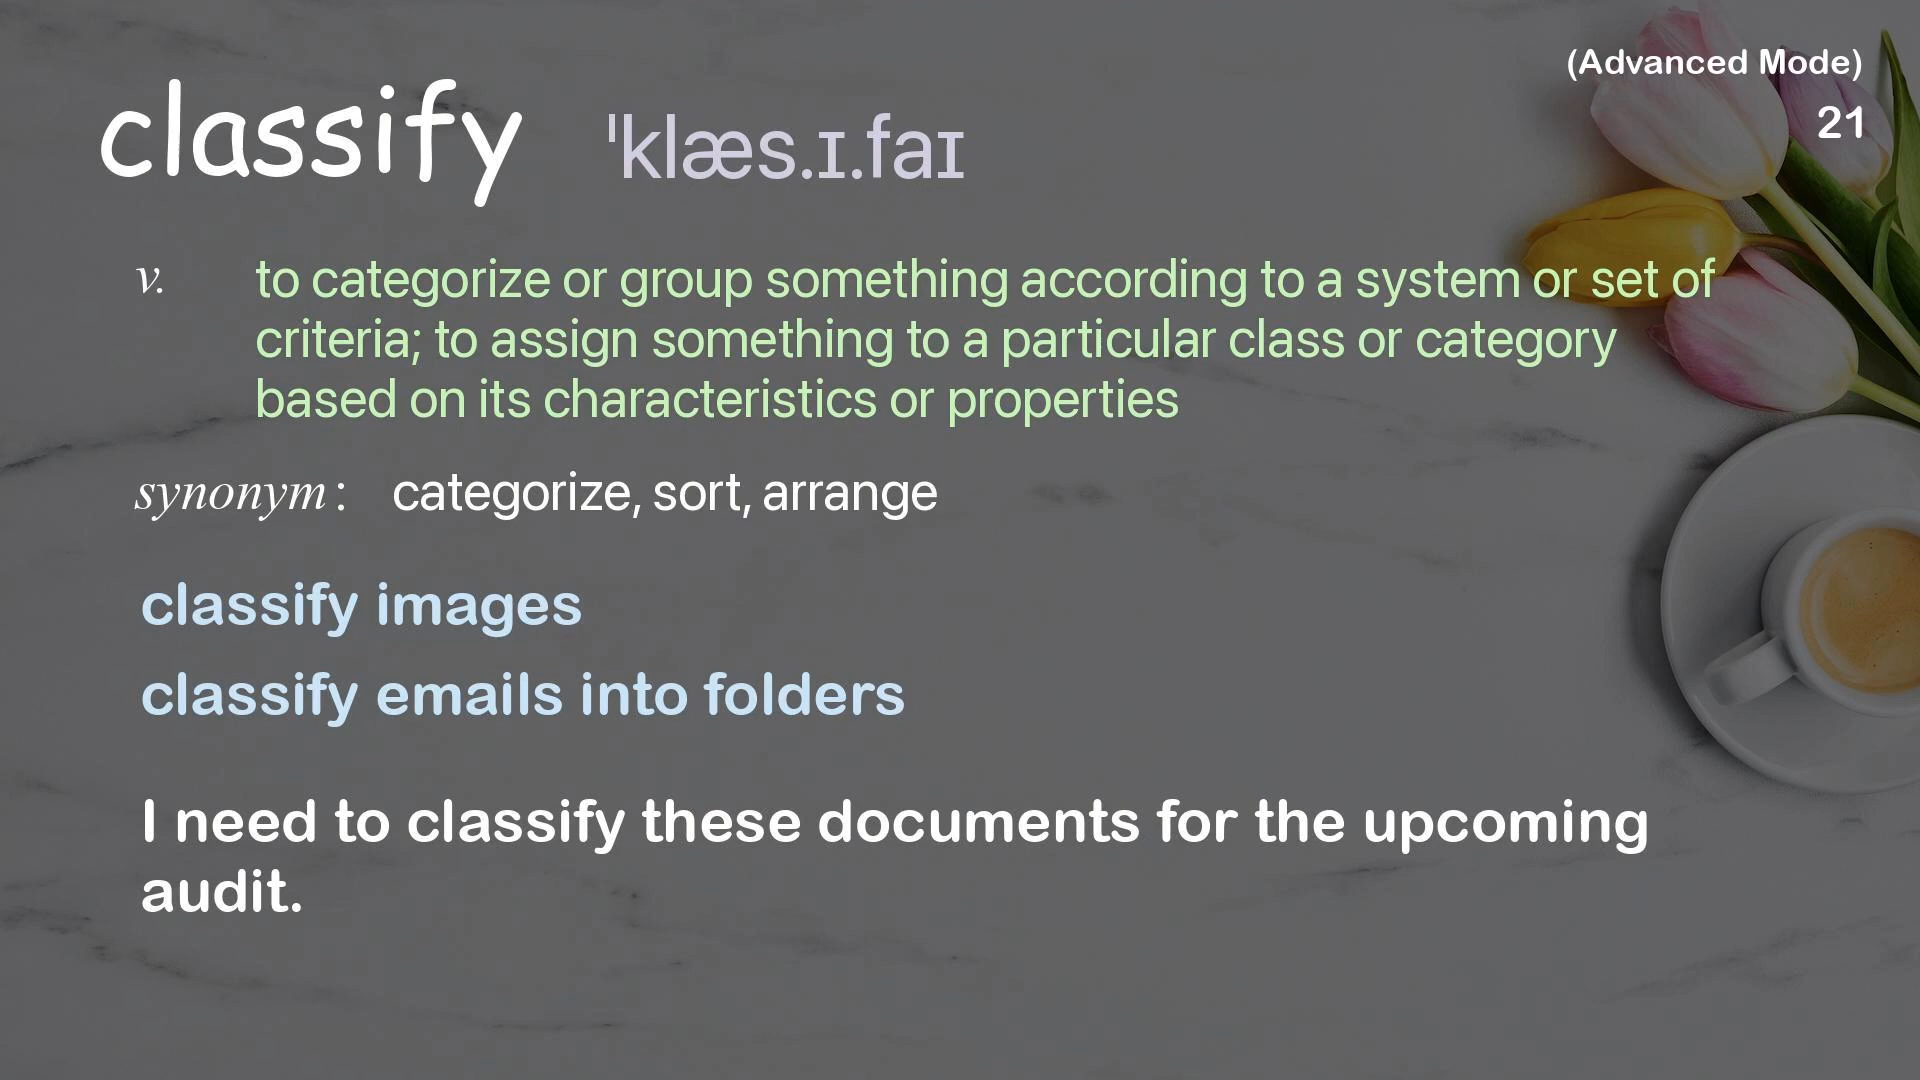 (Advanced Mode)
classify ˈklæs.ɪ.faɪ
21
v. to categorize or group something according to a system or set of
criteria; to assign something to a particular class or category
based on its characteristics or properties
synonym: categorize, sort, arrange
classify images
classify emails into folders
I need to classify these documents for the upcoming
audit.